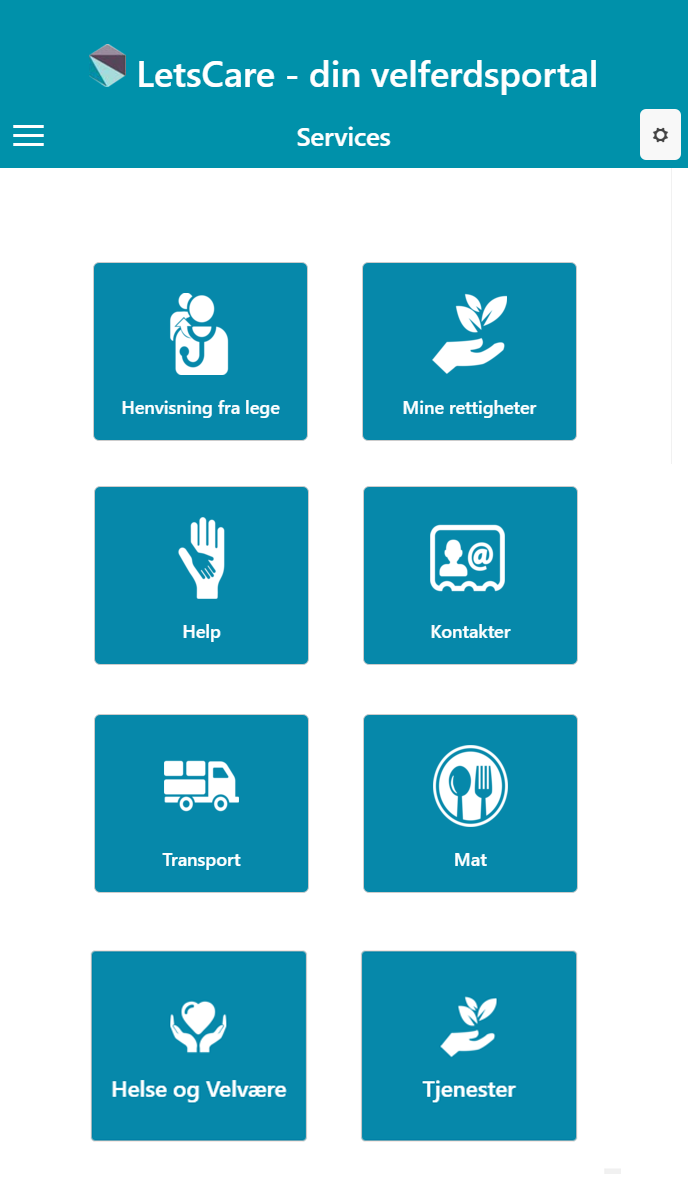 LetsCare - din velferdsportal
Services
Henvisning fra lege
Mine rettigheter
Help
Kontakter
@
Transport
Mat
Helse og Velvære
Tjenester